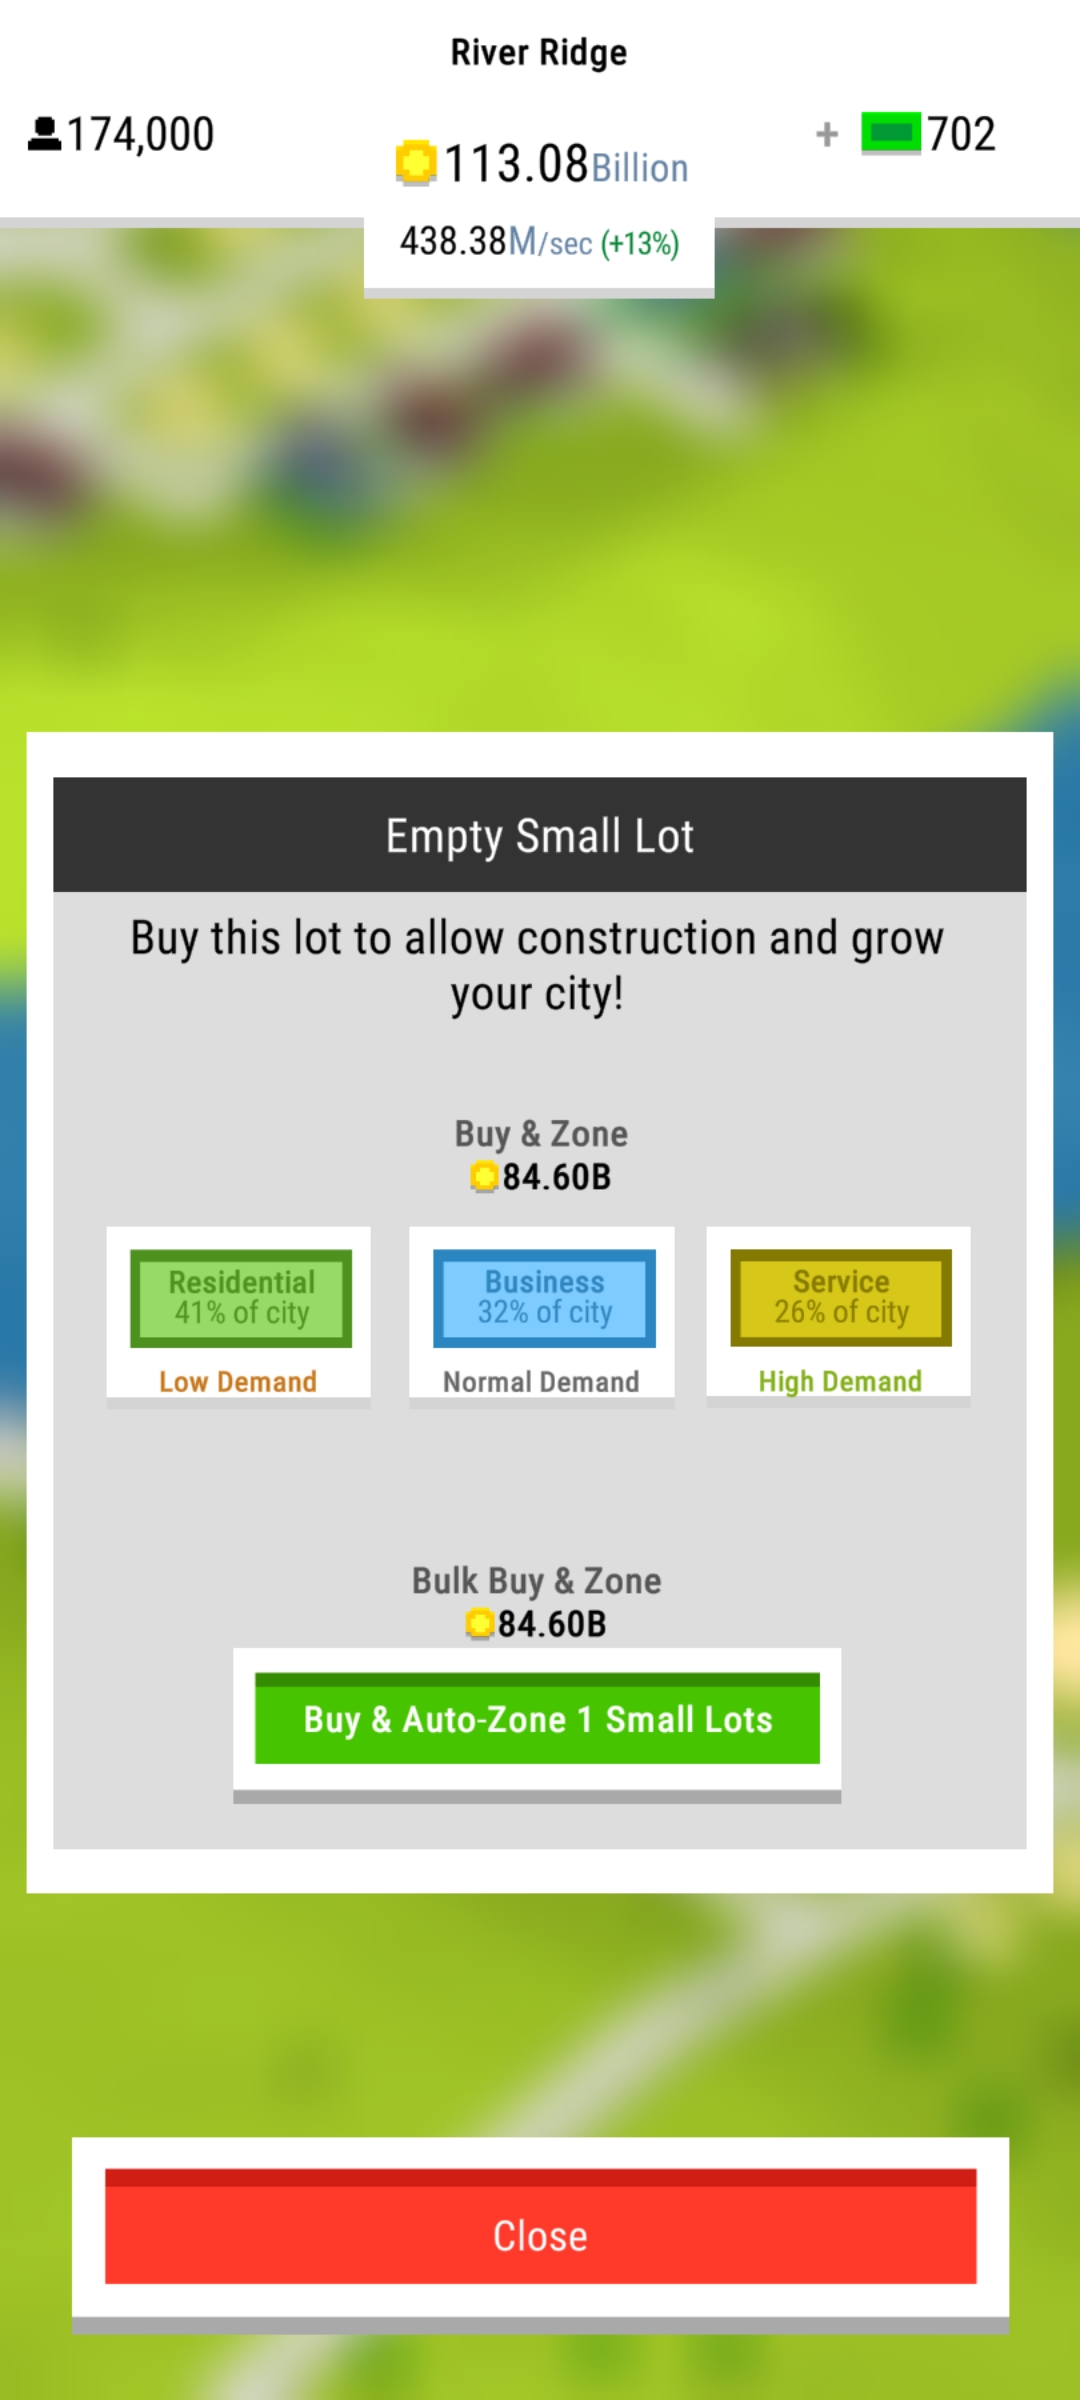 River Ridge
174,000
113.08Billion
+ 702
438.38M/sec (+13%)
Empty Small Lot
Buy this lot to allow construction and grow
your city!
Buy & Zone
84.60B
Residential
41% of city
Low Demand
Business
32% of city
Normal Demand
Service
26% of city
High Demand
Bulk Buy & Zone
84.60B
Buy & Auto-Zone 1 Small Lots
Close